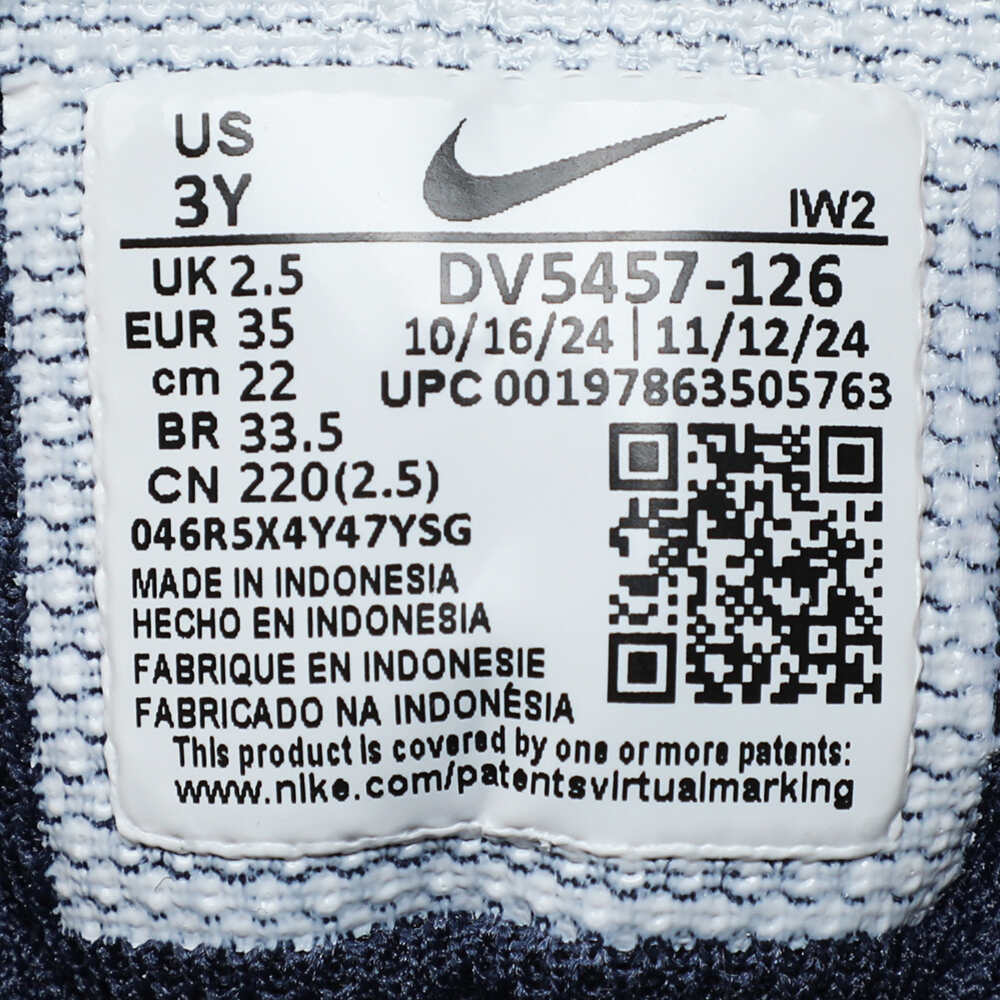 US
3Y
IW2
UK 2.5
EUR 35
cm 22
BR 33.5
CN 220(2.5)
DV5457-126
10/16/24 | 11/12/24
UPC 001978635057​63
046R5X4Y47YSG
MADE IN INDONESIA
HECHO EN INDONESIA
FABRIQUE EN INDONESIE
FABRICADO NA INDONÉSIA
This product is covered by one or more patents:
www.nike.com/patentsvirtualmarking